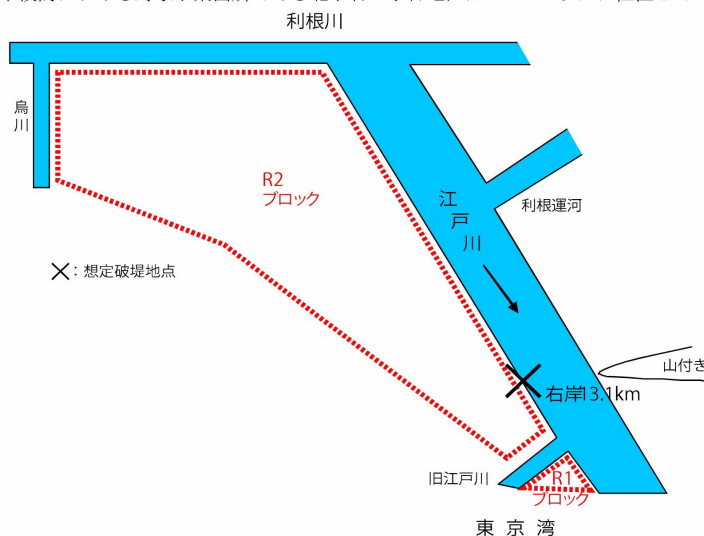 利根川
烏
川
R2
ブロック
江
戸
川
利根運河
×：想定破堤地点
山付き
右岸13.1km
旧江戸川
R1
ブロック
東 京 湾